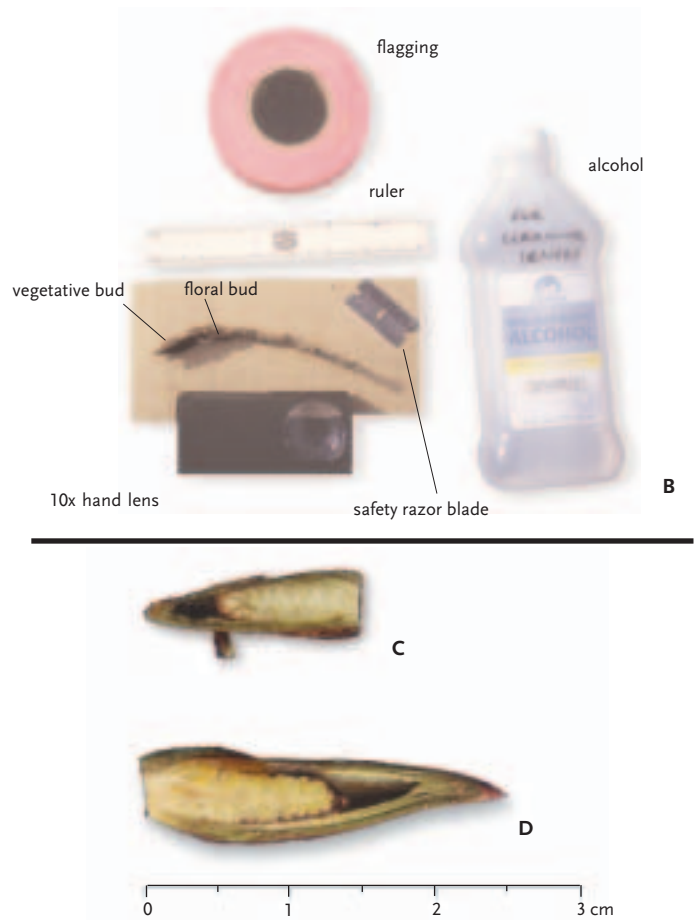 flagging
alcohol
ruler
vegetative bud
floral bud
ALCOHOL
B
10x hand lens
safety razor blade
C
D
0 1 2 3 cm